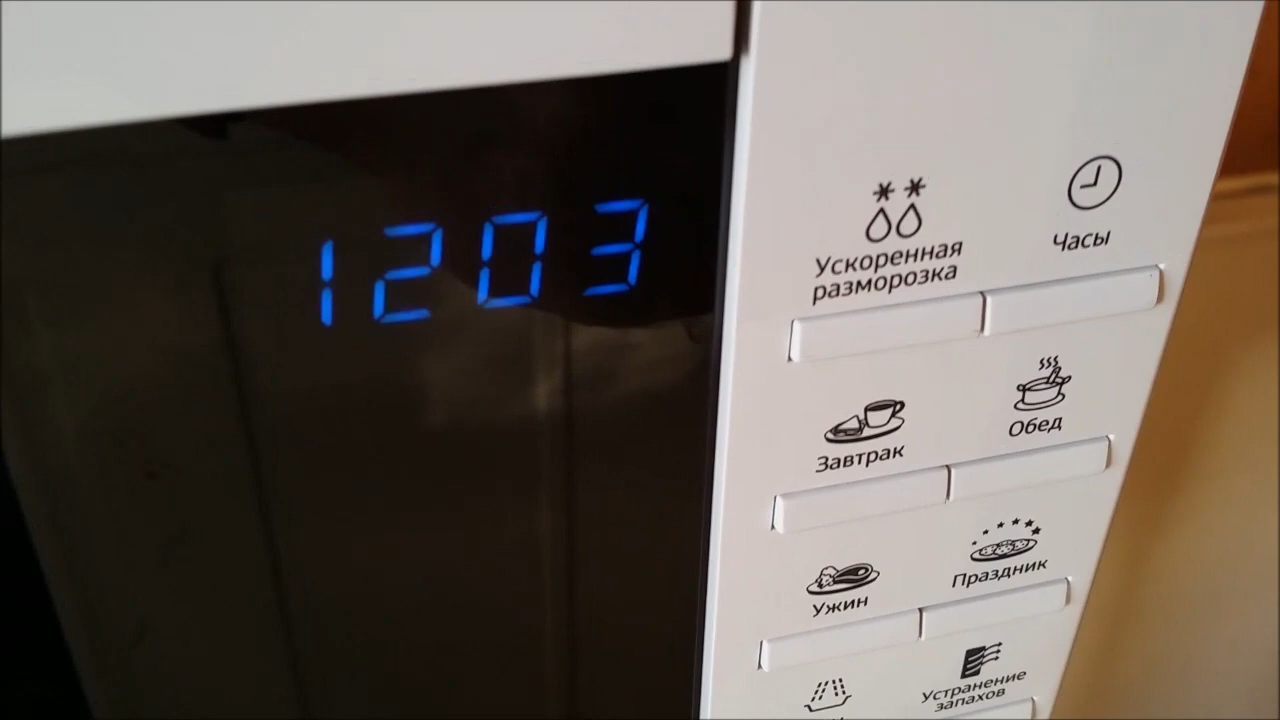 1203
Ускоренная
разморозка
Часы
Завтрак
Обед
Ужин
Праздник
Устранение
запахов